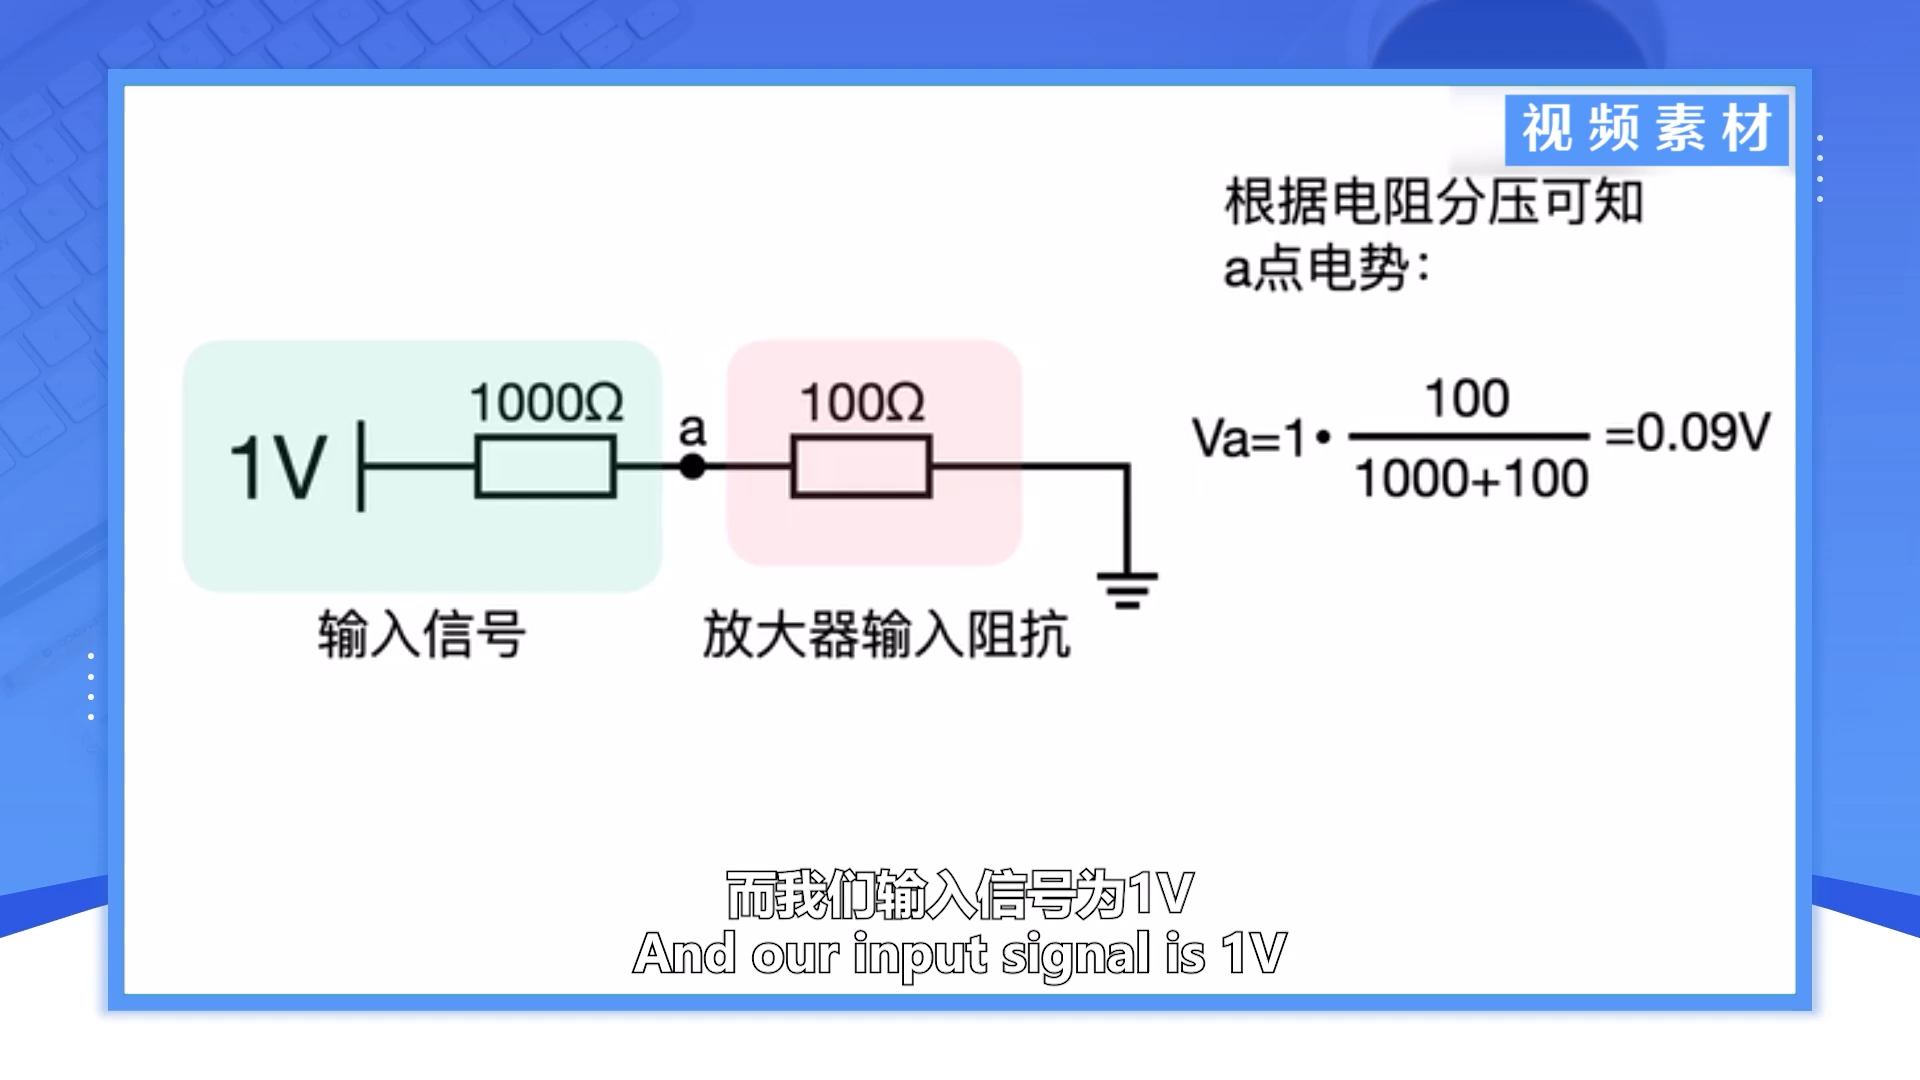 视频素材
根据电阻分压可知
a点电势：
1000Ω
100Ω
1V
a
Va=1•
100
1000+100
=0.09V
输入信号
放大器输入阻抗
而我们输入信号为1V
And our input signal is 1V